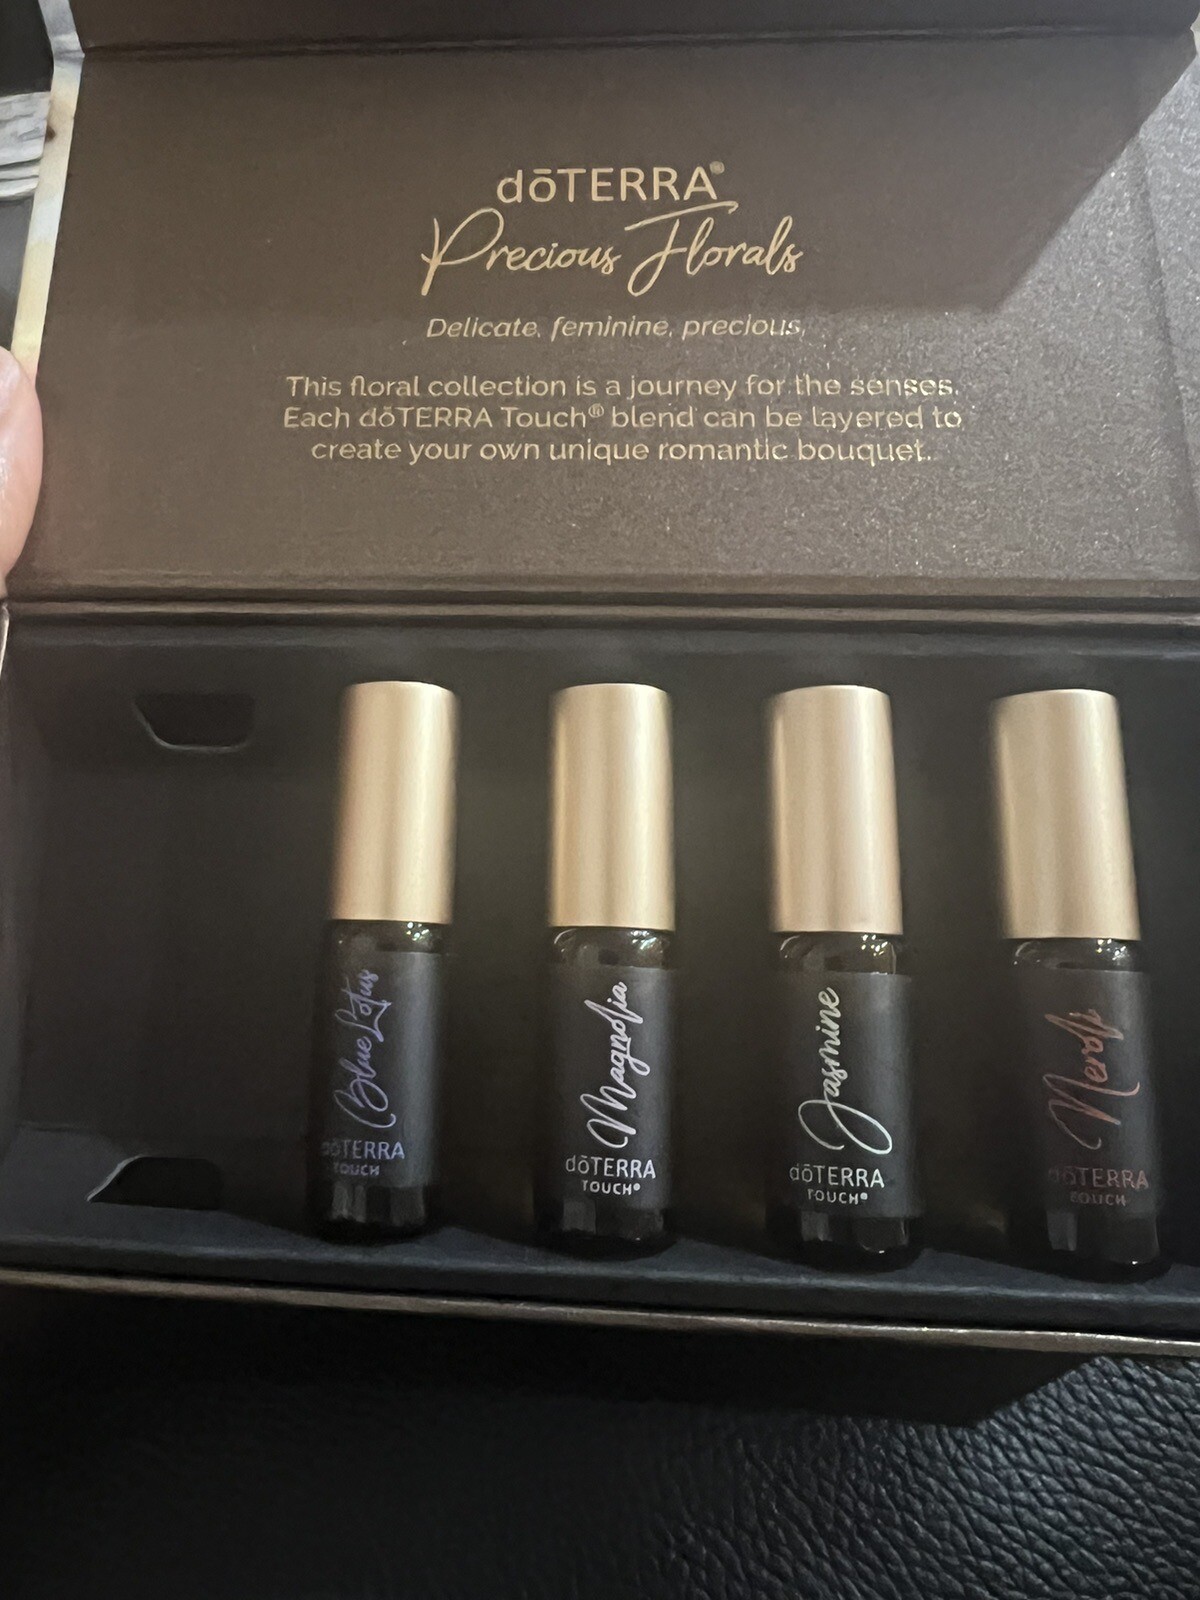 dōTERRA®
Precious Florals
Delicate, feminine, precious.
This floral collection is a journey for the senses.
Each dōTERRA Touch® blend can be layered to
create your own unique romantic bouquet.
Blue Lotus
dōTERRA
TOUCH
Magnolia
dōTERRA
TOUCH®
Jasmine
dōTERRA
TOUCH®
Neroli
dōTERRA
TOUCH